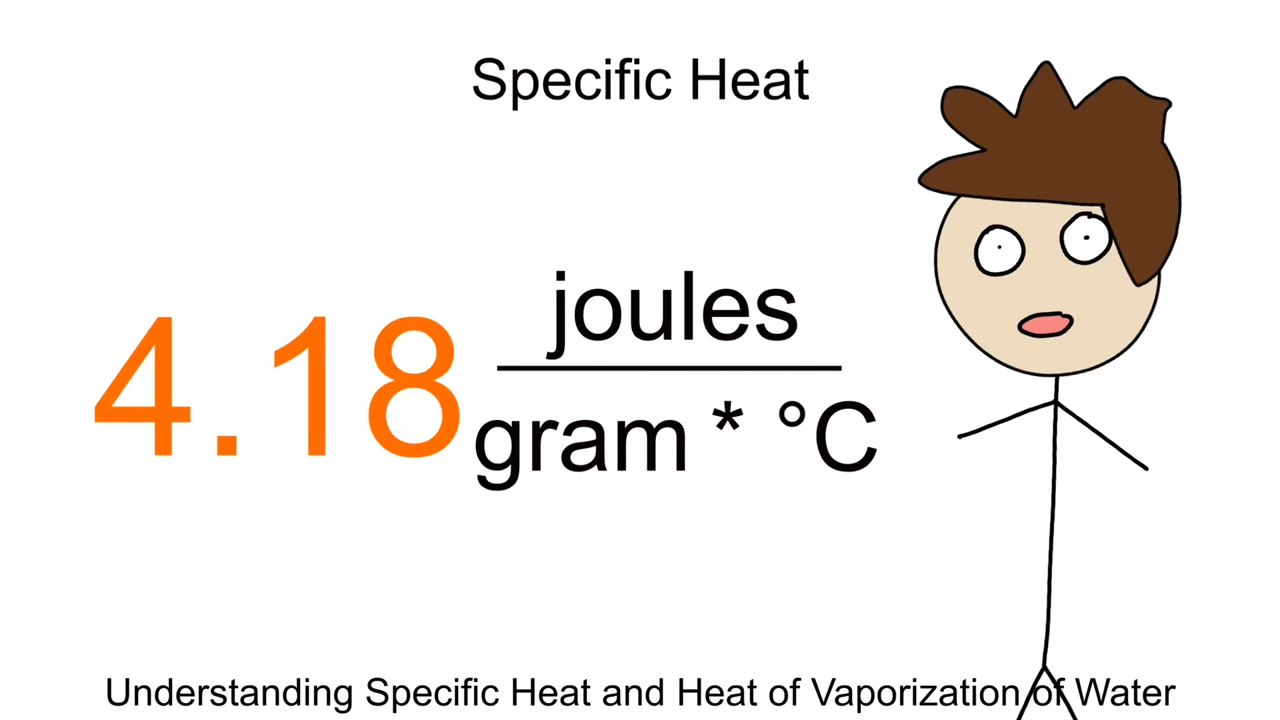 Specific Heat
4.18 joules
gram * °C
Understanding Specific Heat and Heat of Vaporization of Water